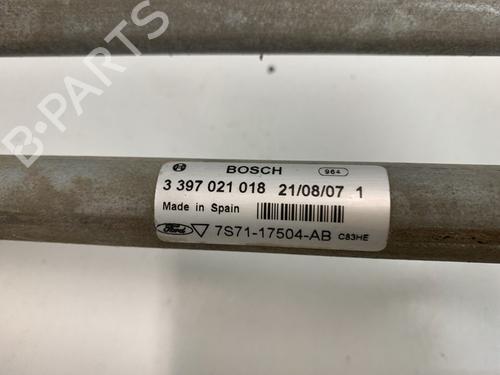 B-Parts
BOSCH 964
3 397 021 018 21/08/07 1
Made in Spain
Ford 7S71-17504-AB C83HE